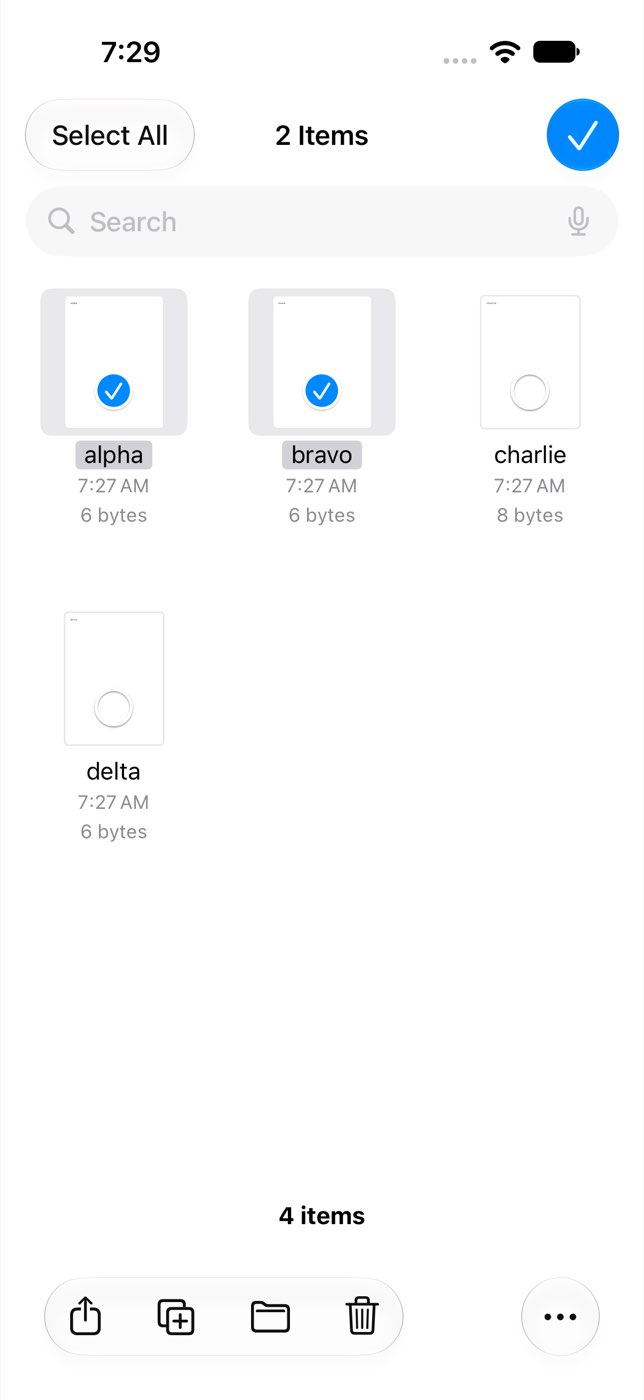 7:29
Select All
2 Items
Search
alpha
bravo
charlie
7:27 AM
7:27 AM
7:27 AM
6 bytes
6 bytes
8 bytes
delta
7:27 AM
6 bytes
4 items